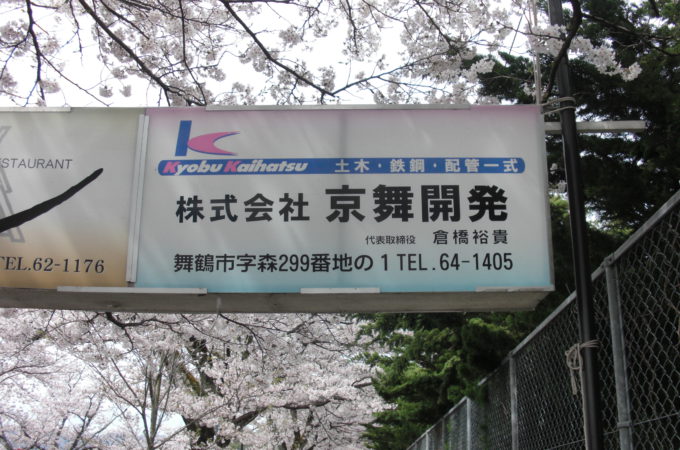 ESTAURANT
TEL.62-1176
K
Kyobu Kaihatsu 土木・鉄鋼・配管一式
株式会社 京舞開発
代表取締役 倉橋裕貴
舞鶴市字森299番地の1 TEL.64-1405